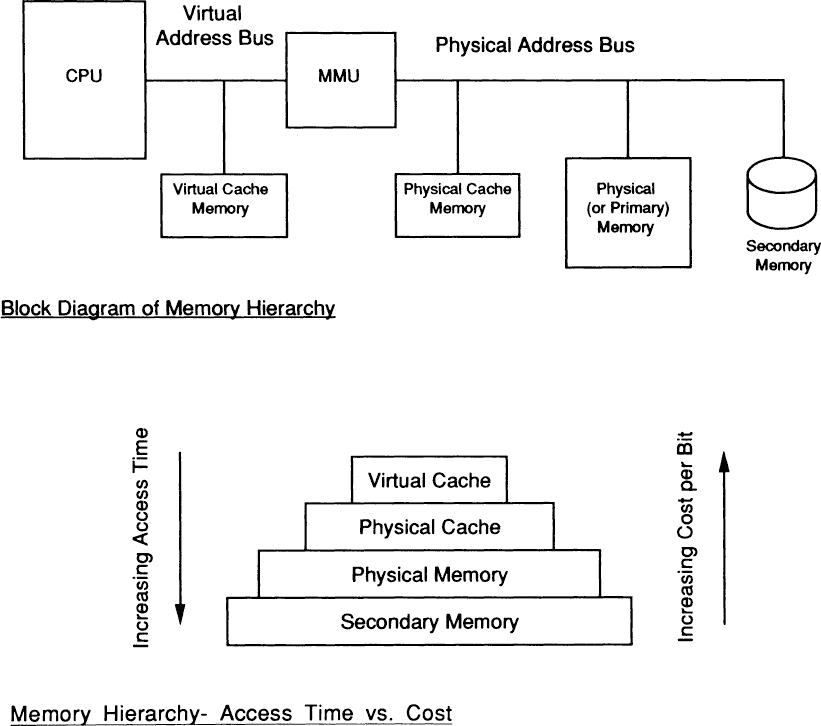 Virtual
Address Bus
Physical Address Bus
CPU
MMU
Virtual Cache
Memory
Physical Cache
Memory
Physical
(or Primary)
Memory
Secondary
Memory
Block Diagram of Memory Hierarchy
Increasing Access Time
Virtual Cache
Physical Cache
Physical Memory
Secondary Memory
Increasing Cost per Bit
Memory Hierarchy- Access Time vs. Cost